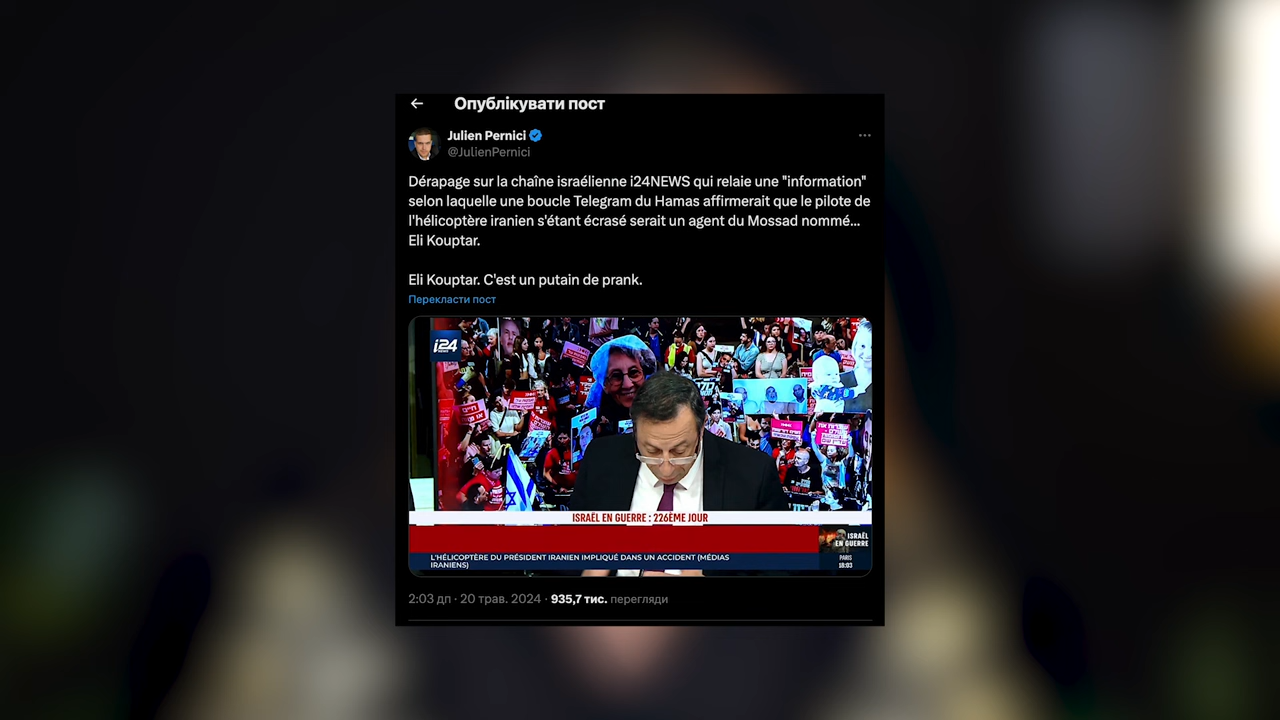 Опублікувати пост
Julien Pernici
@JulienPernici
Dérapage sur la chaîne israélienne i24NEWS qui relaie une "information"
selon laquelle une boucle Telegram du Hamas affirmerait que le pilote de
l'hélicoptère iranien s'étant écrasé serait un agent du Mossad nommé...
Eli Kouptar.
Eli Kouptar. C'est un putain de prank.
Перекласти пост
i24
NEWS
ISRAËL EN GUERRE : 226ÈME JOUR
ISRAËL
EN GUERRE
L'HÉLICOPTÈRE DU PRÉSIDENT IRANIEN IMPLIQUÉ DANS UN ACCIDENT (MÉDIAS
IRANIENS)
PARIS
18:03
2:03 дп · 20 трав. 2024 · 935,7 тис. перегляди